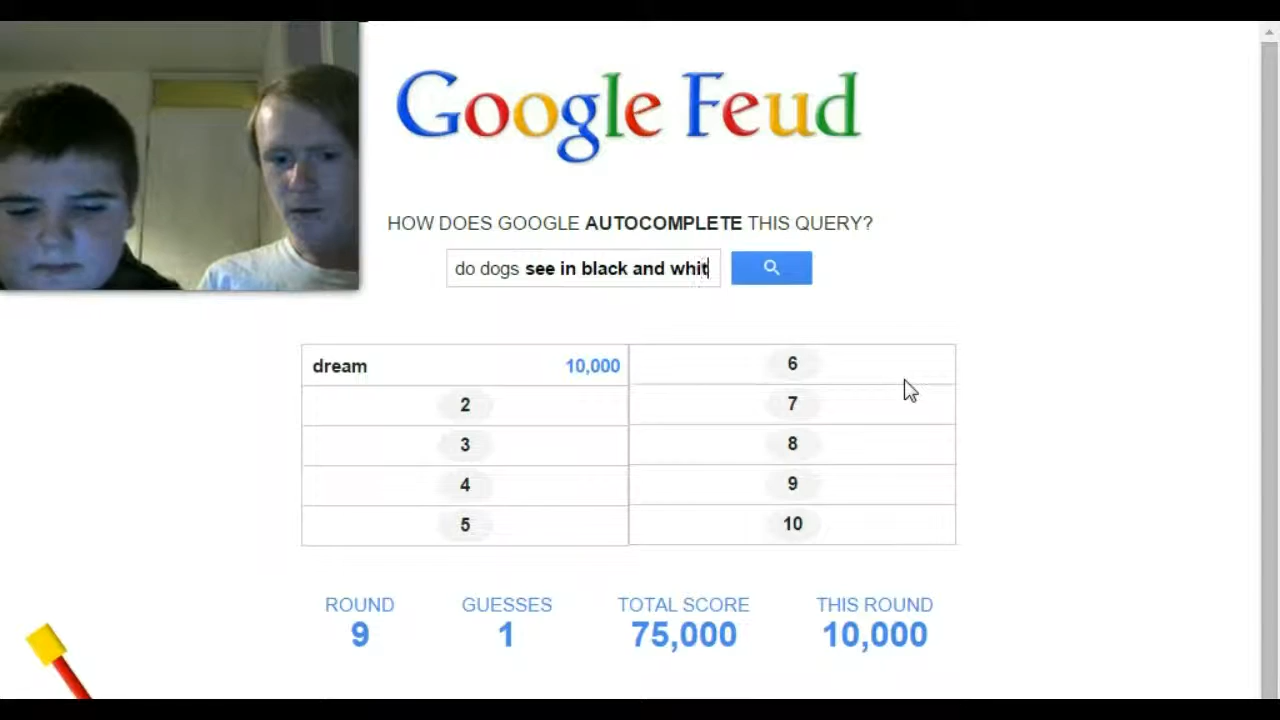 Google Feud
HOW DOES GOOGLE AUTOCOMPLETE THIS QUERY?
do dogs see in black and whit
dream 10,000
2
3
4
5
6
7
8
9
10
ROUND GUESSES TOTAL SCORE THIS ROUND
9 1 75,000 10,000